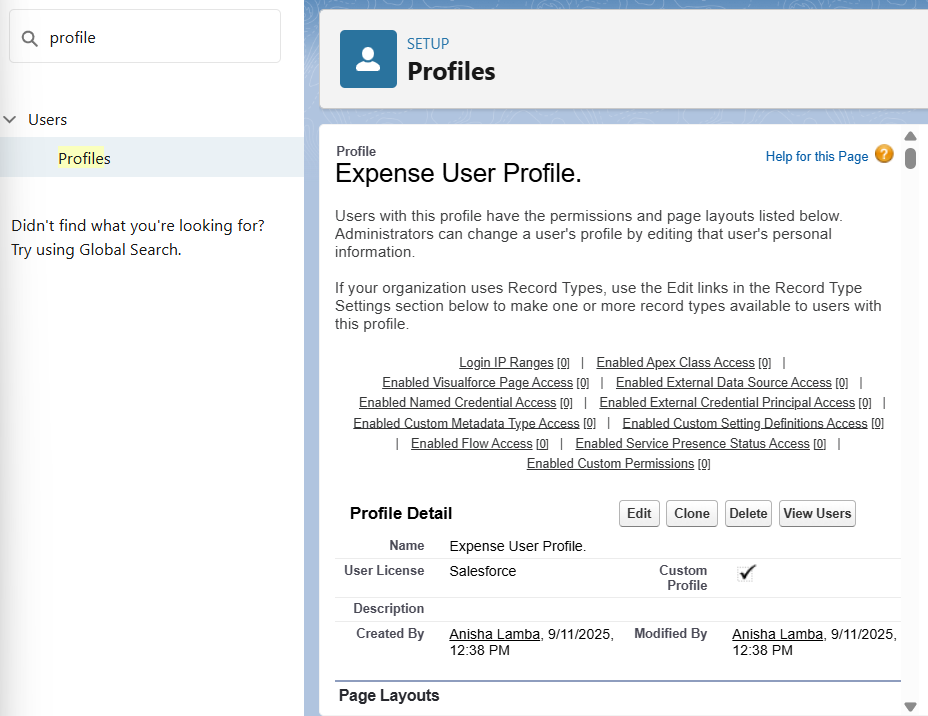 profile
Users
Profiles
Didn't find what you're looking for?
Try using Global Search.
SETUP
Profiles
Profile
Help for this Page ?
Expense User Profile.
Users with this profile have the permissions and page layouts listed below.
Administrators can change a user's profile by editing that user's personal
information.
If your organization uses Record Types, use the Edit links in the Record Type
Settings section below to make one or more record types available to users with
this profile.
Login IP Ranges [0] | Enabled Apex Class Access [0] |
Enabled Visualforce Page Access [0] | Enabled External Data Source Access [0] |
Enabled Named Credential Access [0] | Enabled External Credential Principal Access [0] |
Enabled Custom Metadata Type Access [0] | Enabled Custom Setting Definitions Access [0]
| Enabled Flow Access [0] | Enabled Service Presence Status Access [0] |
Enabled Custom Permissions [0]
Profile Detail Edit Clone Delete View Users
Name Expense User Profile.
User License Salesforce Custom
Profile
Description
Created By Anisha Lamba, 9/11/2025, Modified By Anisha Lamba, 9/11/2025,
12:38 PM 12:38 PM
Page Layouts